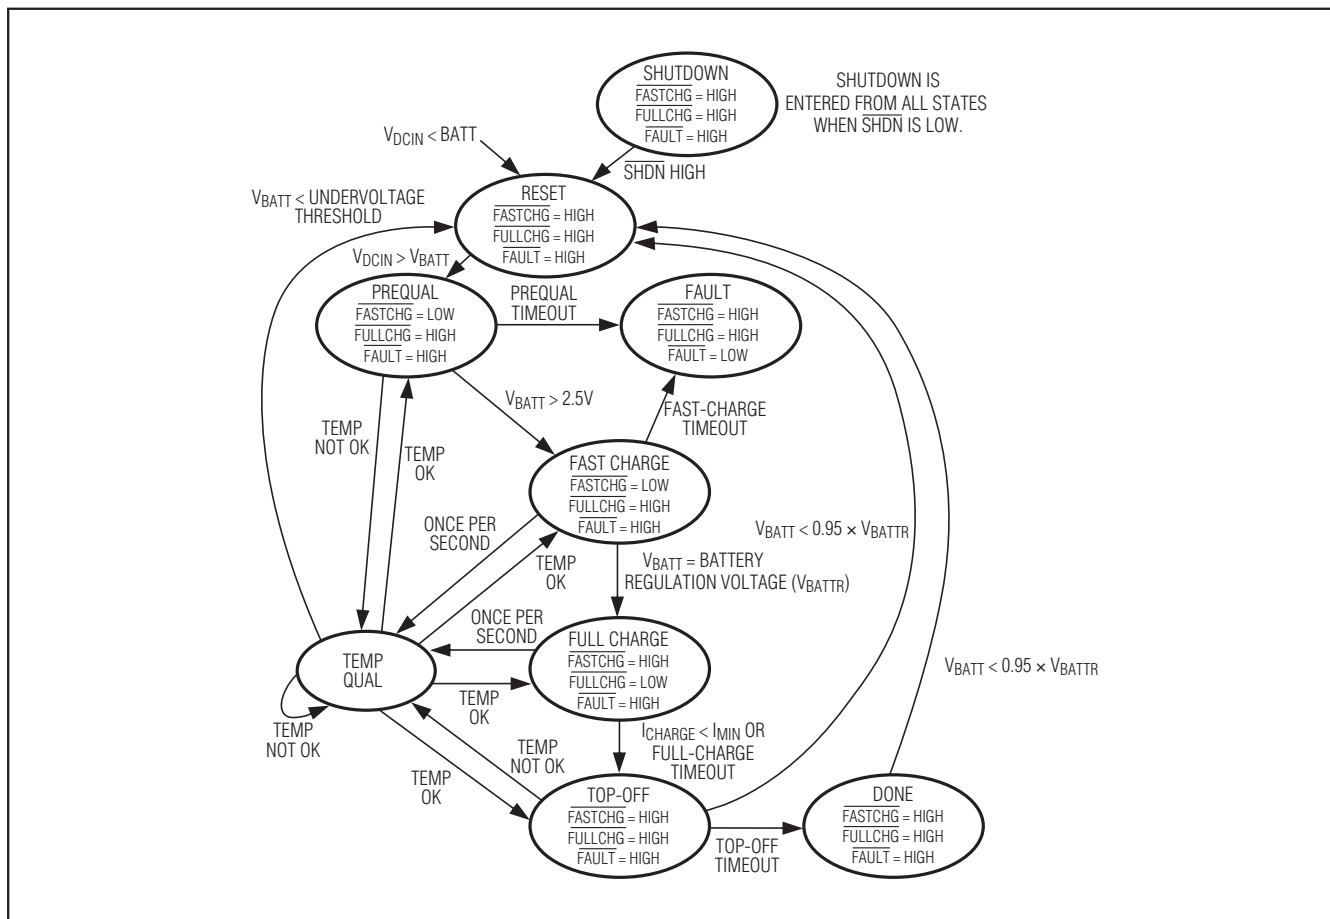 SHUTDOWN
FASTCHG = HIGH
FULLCHG = HIGH
FAULT = HIGH
SHUTDOWN IS
ENTERED FROM ALL STATES
WHEN SHDN IS LOW.
VDCIN < BATT
SHDN HIGH
VBATT < UNDERVOLTAGE
THRESHOLD
RESET
FASTCHG = HIGH
FULLCHG = HIGH
FAULT = HIGH
VDCIN > VBATT
PREQUAL
FASTCHG = LOW
FULLCHG = HIGH
FAULT = HIGH
PREQUAL
TIMEOUT
FAULT
FASTCHG = HIGH
FULLCHG = HIGH
FAULT = LOW
VBATT > 2.5V
FAST-CHARGE
TIMEOUT
TEMP
NOT OK
TEMP
OK
FAST CHARGE
FASTCHG = LOW
FULLCHG = HIGH
FAULT = HIGH
ONCE PER
SECOND
TEMP
OK
VBATT = BATTERY
REGULATION VOLTAGE (VBATTR)
VBATT < 0.95 × VBATTR
ONCE PER
SECOND
FULL CHARGE
FASTCHG = HIGH
FULLCHG = LOW
FAULT = HIGH
TEMP
QUAL
TEMP
OK
VBATT < 0.95 × VBATTR
TEMP
NOT OK
TEMP
NOT OK
TEMP
OK
ICHARGE < IMIN OR
FULL-CHARGE
TIMEOUT
TOP-OFF
FASTCHG = HIGH
FULLCHG = HIGH
FAULT = HIGH
TOP-OFF
TIMEOUT
DONE
FASTCHG = HIGH
FULLCHG = HIGH
FAULT = HIGH